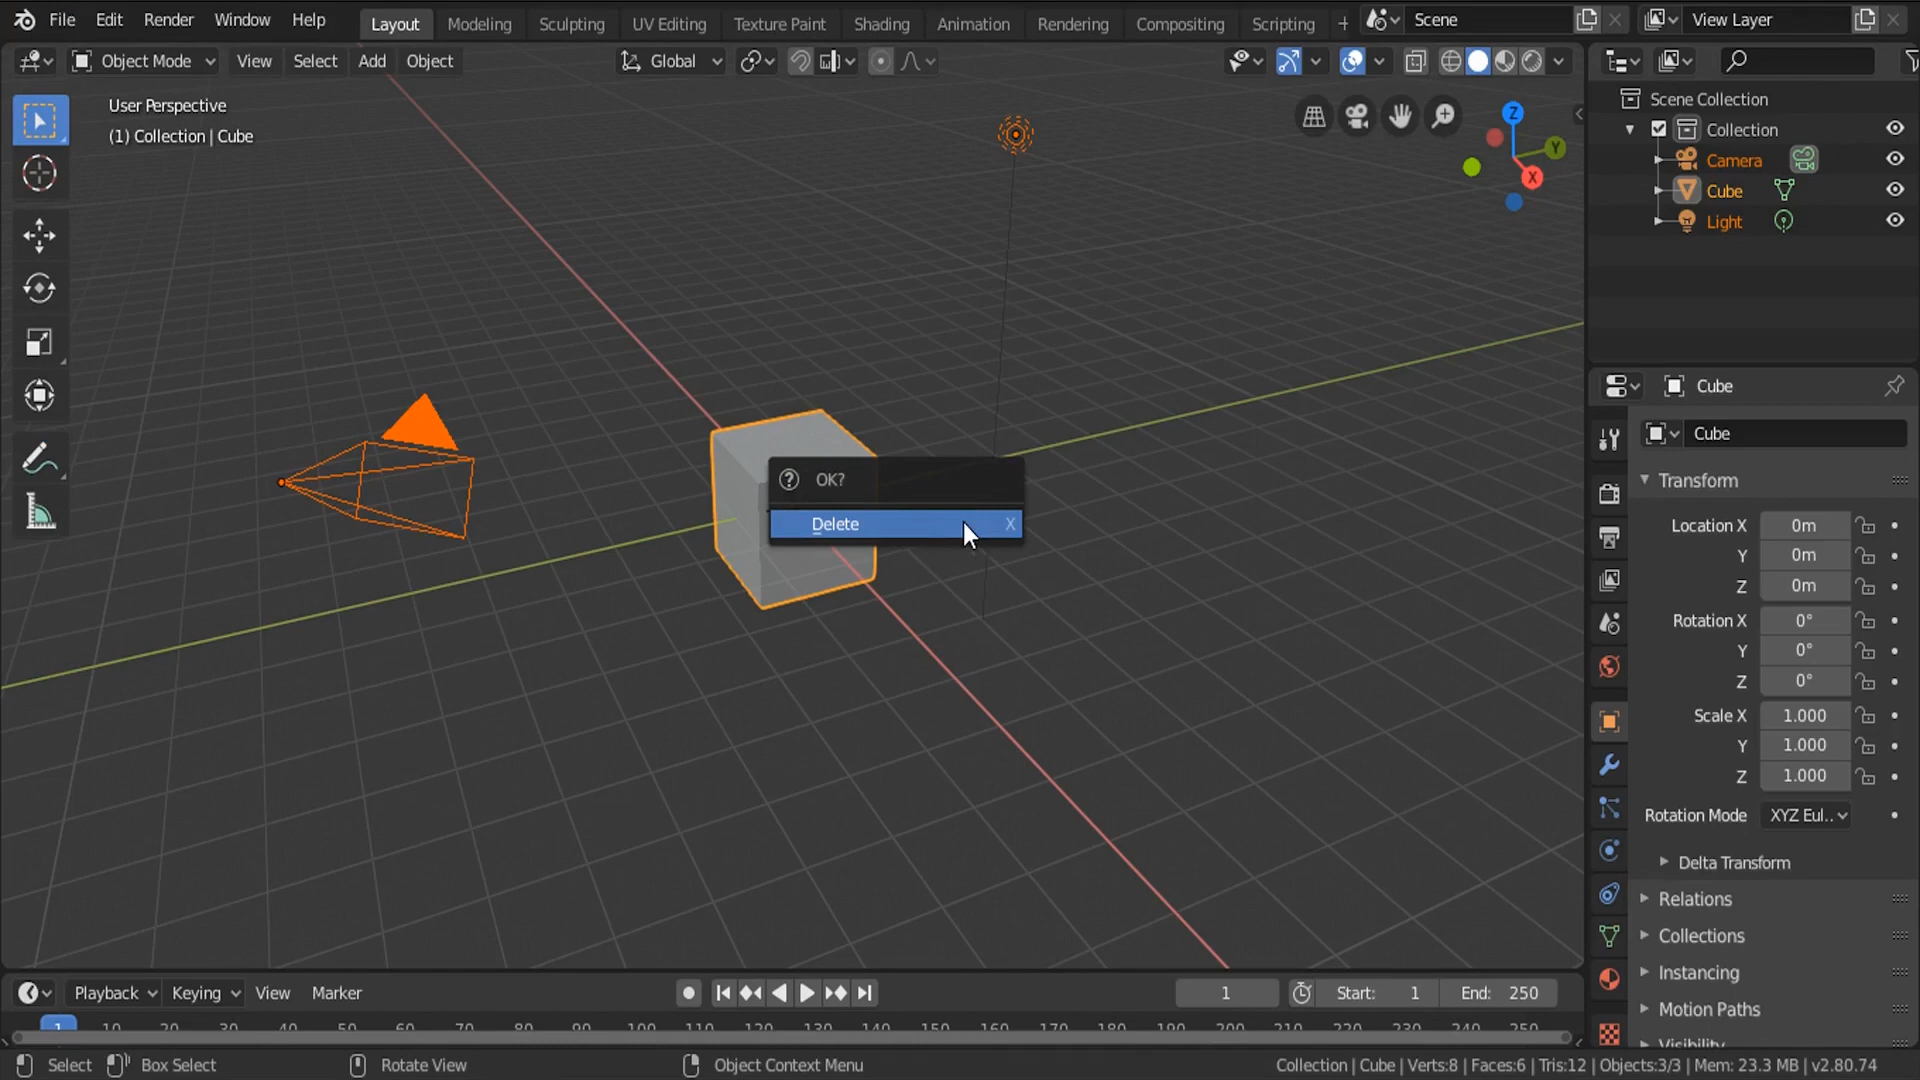 File Edit Render Window Help Layout Modeling Sculpting UV Editing Texture Paint Shading Animation Rendering Compositing Scripting + Scene View Layer
Object Mode View Select Add Object Global
User Perspective
(1) Collection | Cube
Z
Y
X
OK?
Delete X
Scene Collection
Collection
Camera
Cube
Light
Cube
Cube
Transform
Location X 0m
Y 0m
Z 0m
Rotation X 0°
Y 0°
Z 0°
Scale X 1.000
Y 1.000
Z 1.000
Rotation Mode XYZ Eul..
Delta Transform
Relations
Collections
Instancing
Motion Paths
Visibility
Playback Keying View Marker 1 Start: 1 End: 250
1 10 20 30 40 50 60 70 80 90 100 110 120 130 140 150 160 170 180 190 200 210 220 230 240 250
Select Box Select Rotate View Object Context Menu Collection | Cube | Verts:8 | Faces:6 | Tris:12 | Objects:3/3 | Mem: 23.3 MB | v2.80.74